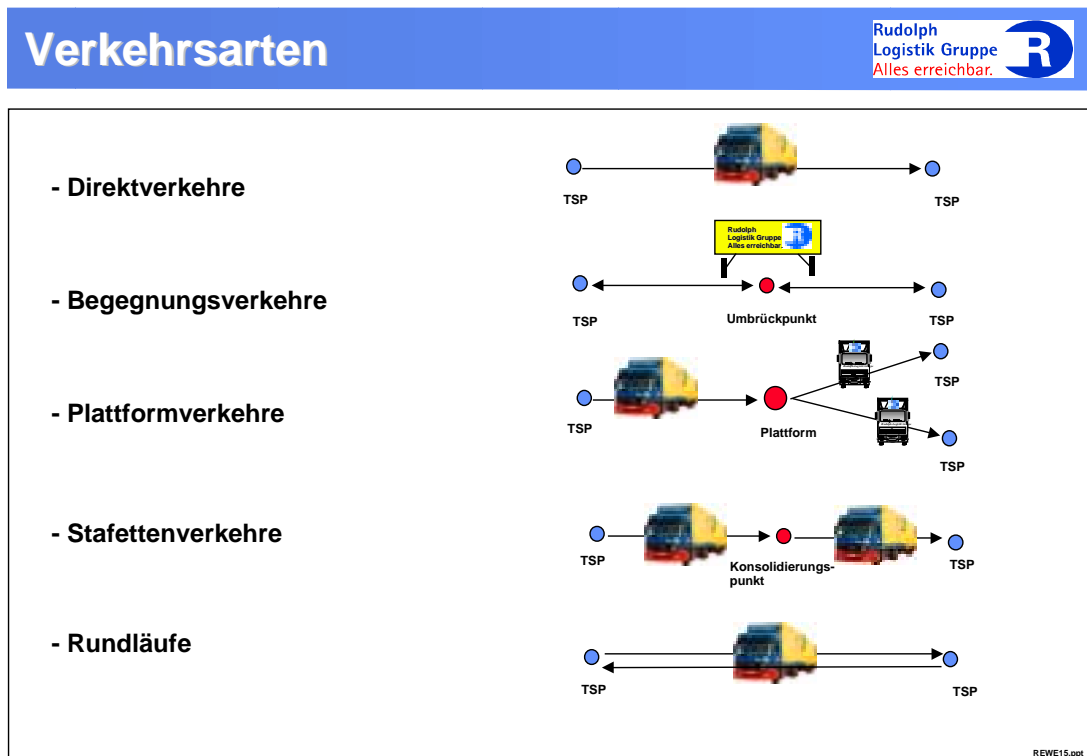 Verkehrsarten
Rudolph
Logistik Gruppe
Alles erreichbar.
R
- Direktverkehre
TSP
TSP
Rudolph
Logistik Gruppe
Alles erreichbar.
- Begegnungsverkehre
TSP
Umbrückpunkt
TSP
- Plattformverkehre
TSP
Plattform
TSP
TSP
- Stafettenverkehre
TSP
Konsolidierungs-
punkt
TSP
- Rundläufe
TSP
TSP
REWE15.ppt